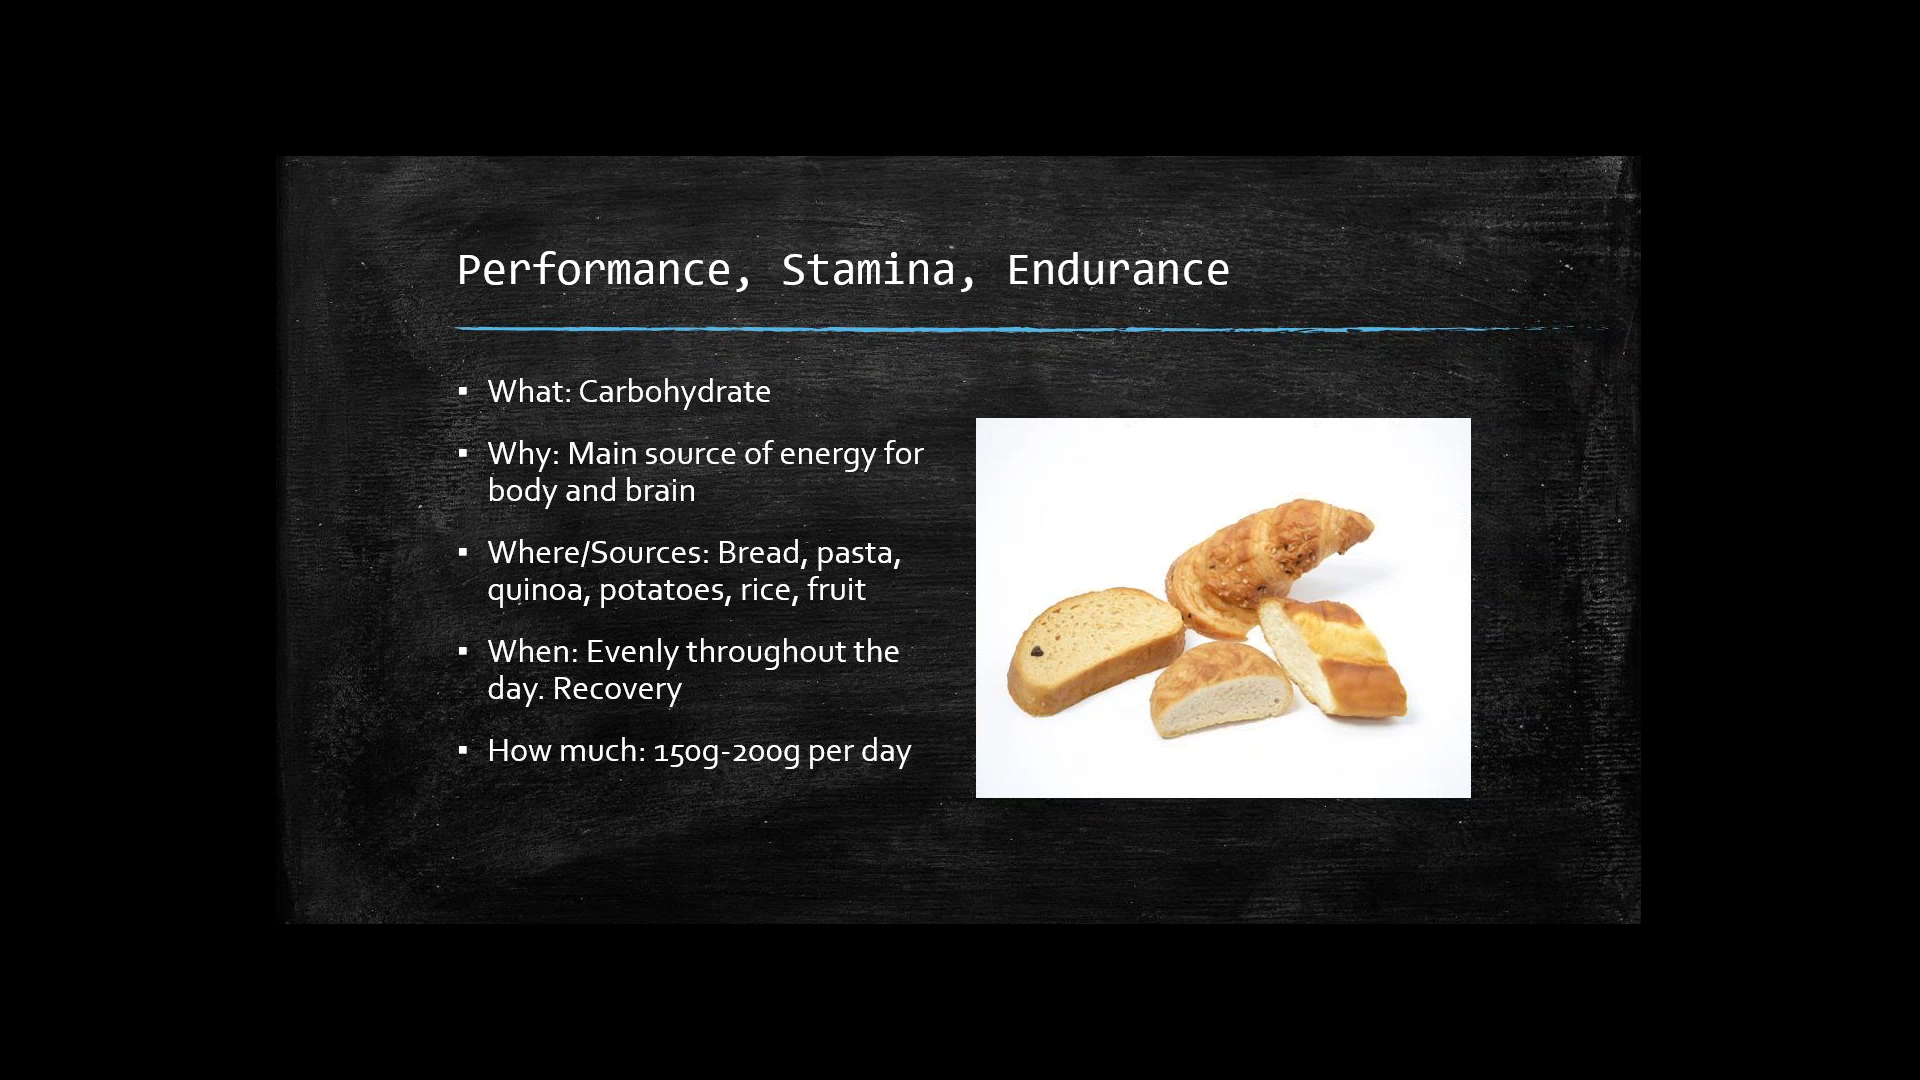 Performance, Stamina, Endurance
▪ What: Carbohydrate
▪ Why: Main source of energy for
body and brain
▪ Where/Sources: Bread, pasta,
quinoa, potatoes, rice, fruit
▪ When: Evenly throughout the
day. Recovery
▪ How much: 150g-200g per day